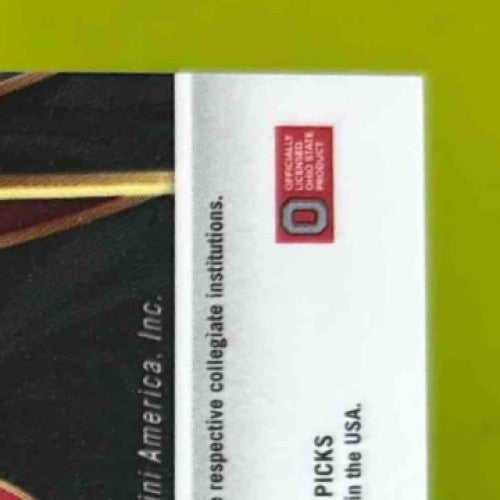 ini America, Inc.
respective collegiate institutions.
PICKS
in the USA.
O
OFFICIALLY
LICENSED
OHIO STATE
PRODUCT